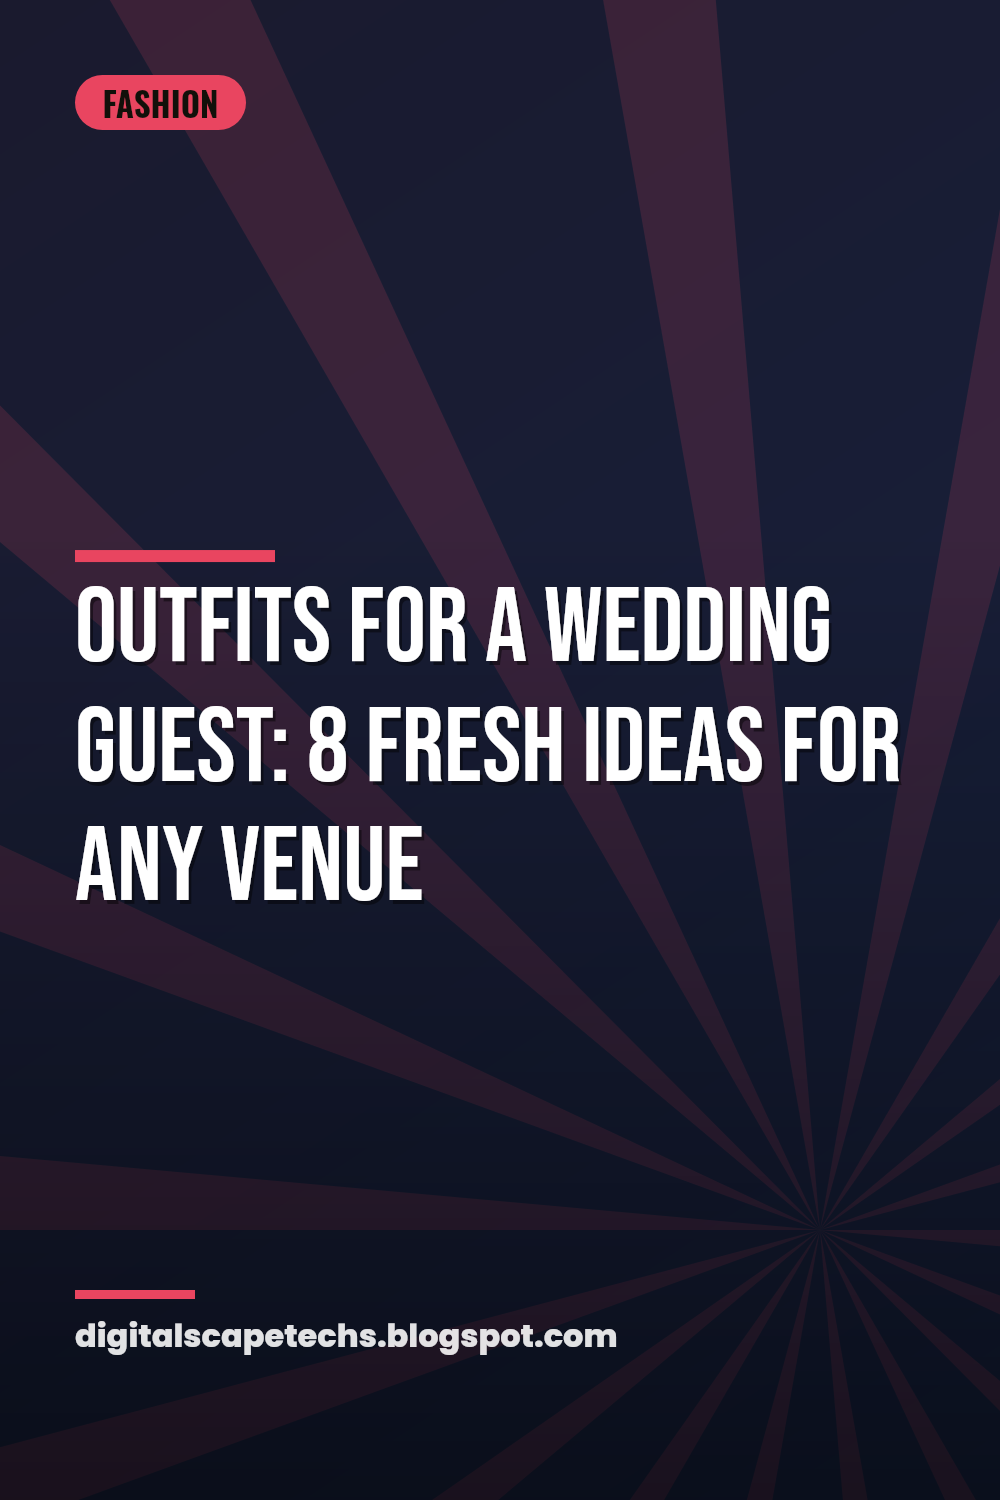 FASHION
OUTFITS FOR A WEDDING
GUEST: 8 FRESH IDEAS FOR
ANY VENUE
digitalscapetechs.blogspot.com